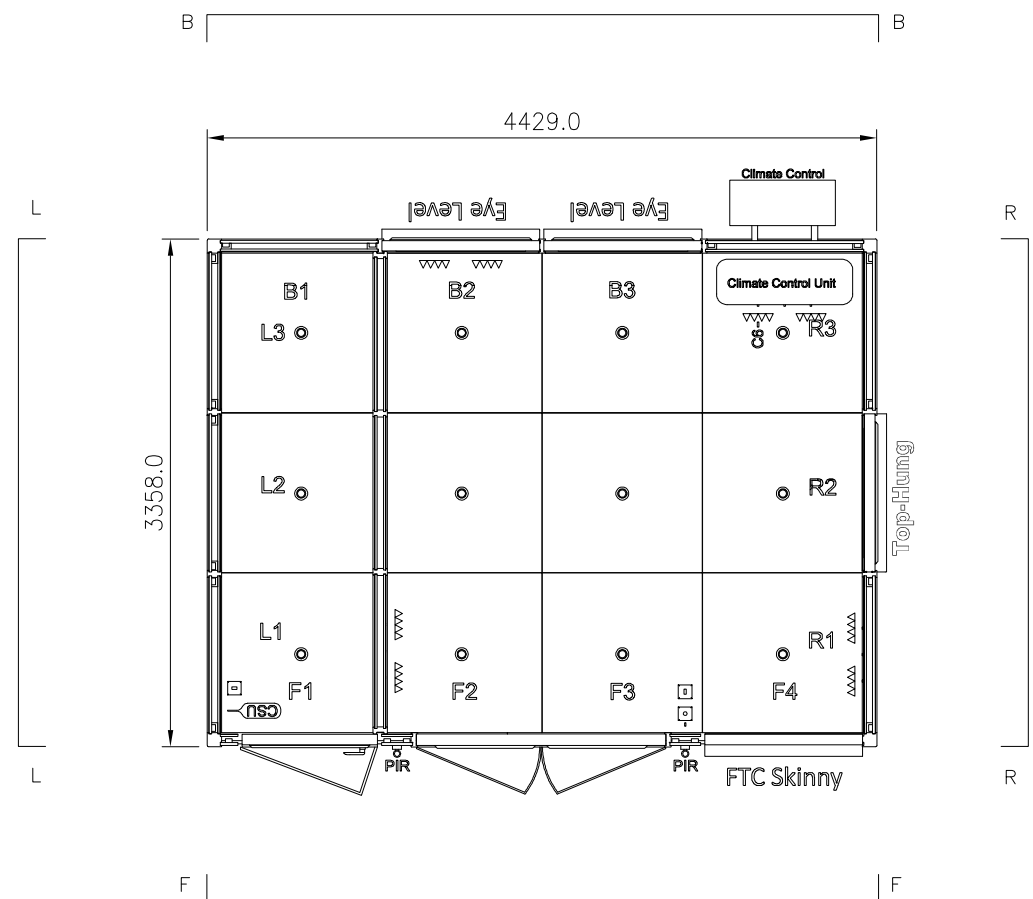 B B
4429.0
Climate Control
L R
Eye Level Eye Level
Climate Control Unit
B1 B2 B3
L3 C8 R3
3358.0
L2 R2
Top-Hung
L1 R1
F1 F2 F3 F4
CSU
PIR PIR
FTC Skinny
L R
F F